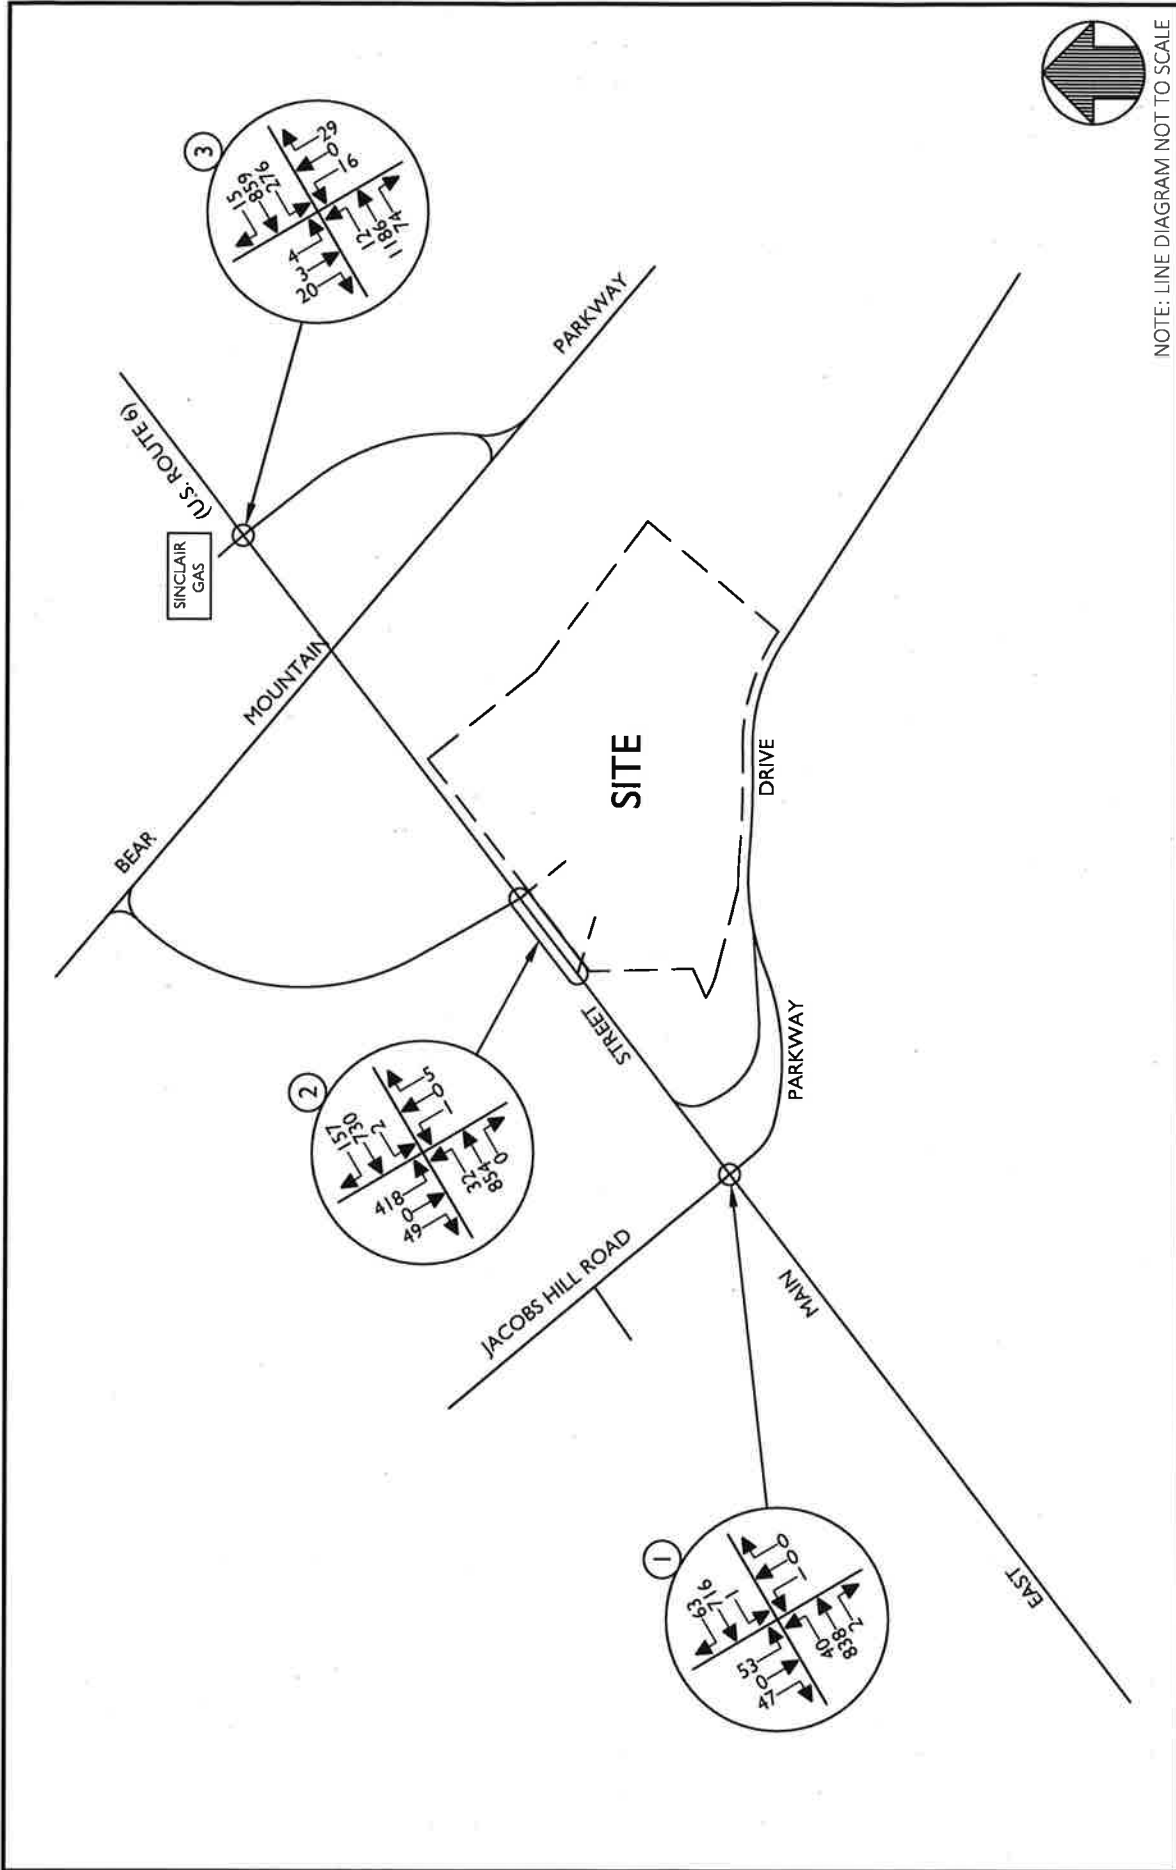 3
15
859
276
4
3
20
29
0
16
12
1186
74
(U.S. ROUTE 6)
SINCLAIR
GAS
BEAR
MOUNTAIN
PARKWAY
SITE
DRIVE
PARKWAY
STREET
2
157
730
2
418
0
49
5
0
1
32
854
0
JACOBS HILL ROAD
MAIN
EAST
1
63
716
1
53
0
47
0
0
1
40
838
2
NOTE: LINE DIAGRAM NOT TO SCALE